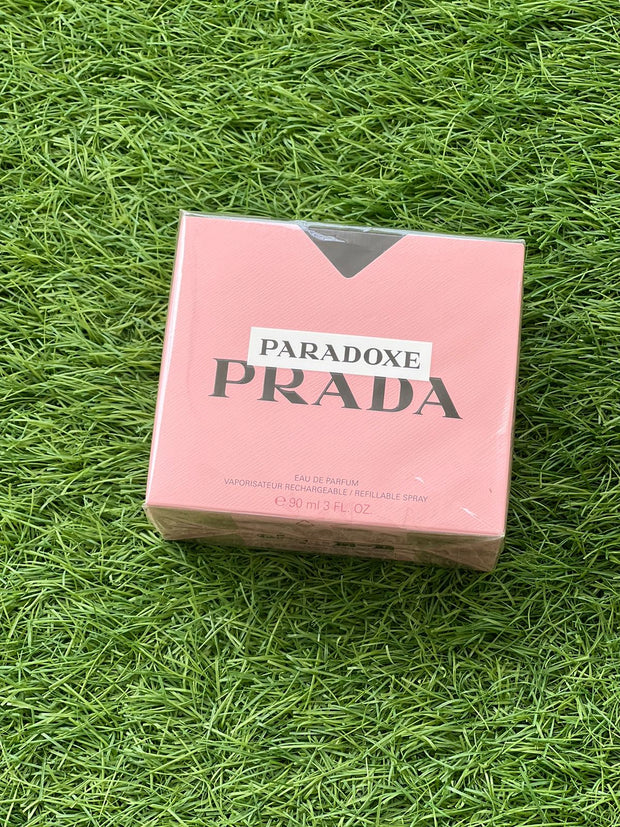 PARADOXE
PRADA
EAU DE PARFUM
VAPORISATEUR RECHARGEABLE / REFILLABLE SPRAY
℮ 90 ml 3 FL. OZ.